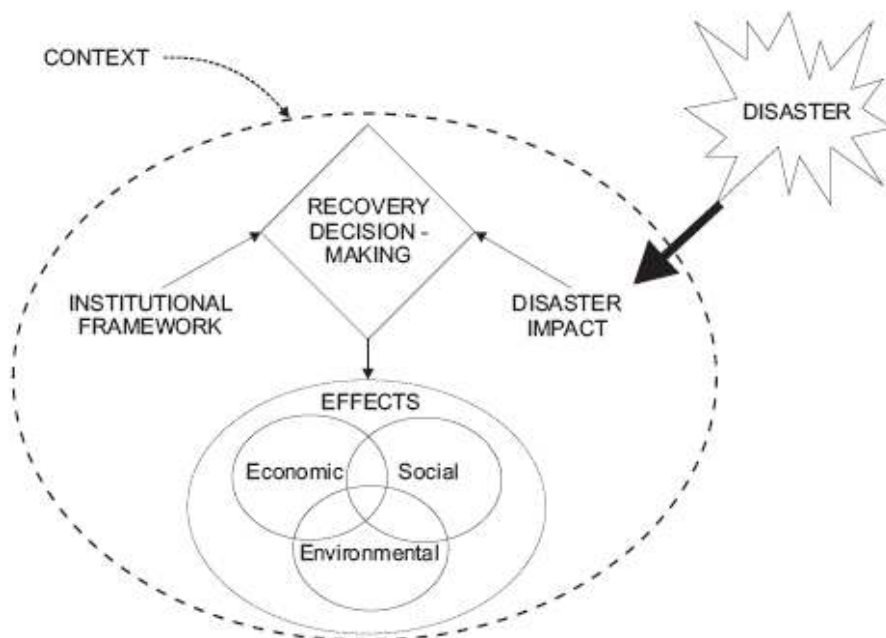 CONTEXT
DISASTER
RECOVERY
DECISION -
MAKING
INSTITUTIONAL
FRAMEWORK
DISASTER
IMPACT
EFFECTS
Economic
Social
Environmental